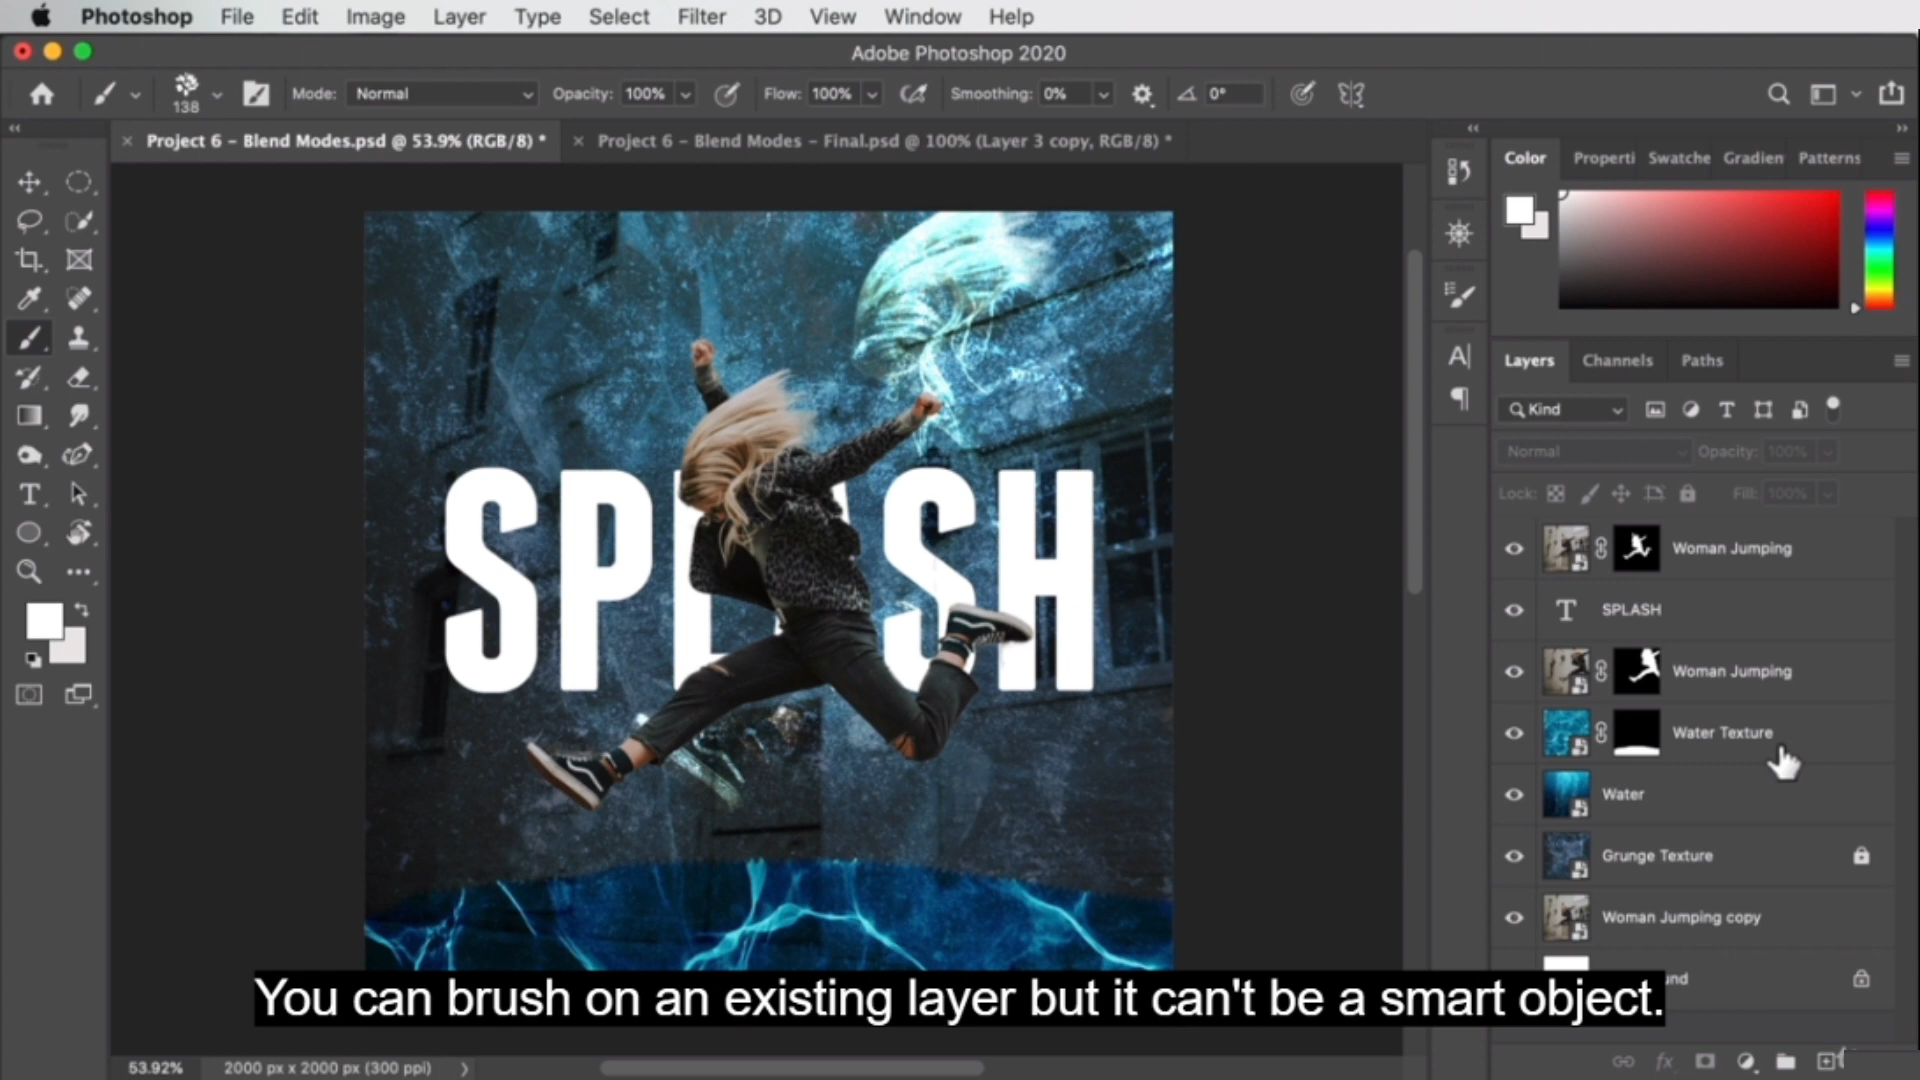 Photoshop File Edit Image Layer Type Select Filter 3D View Window Help
Adobe Photoshop 2020
138 Mode: Normal Opacity: 100% Flow: 100% Smoothing: 0% 0°
Project 6 – Blend Modes.psd @ 53.9% (RGB/8) * Project 6 – Blend Modes – Final.psd @ 100% (Layer 3 copy, RGB/8) *
Color Properti Swatche Gradien Patterns
Layers Channels Paths
Kind
Normal Opacity: 100%
Lock: Fill: 100%
SPLASH
Woman Jumping
SPLASH
Woman Jumping
Water Texture
Water
Grunge Texture
Woman Jumping copy
und
You can brush on an existing layer but it can't be a smart object.
53.92% 2000 px x 2000 px (300 ppi)